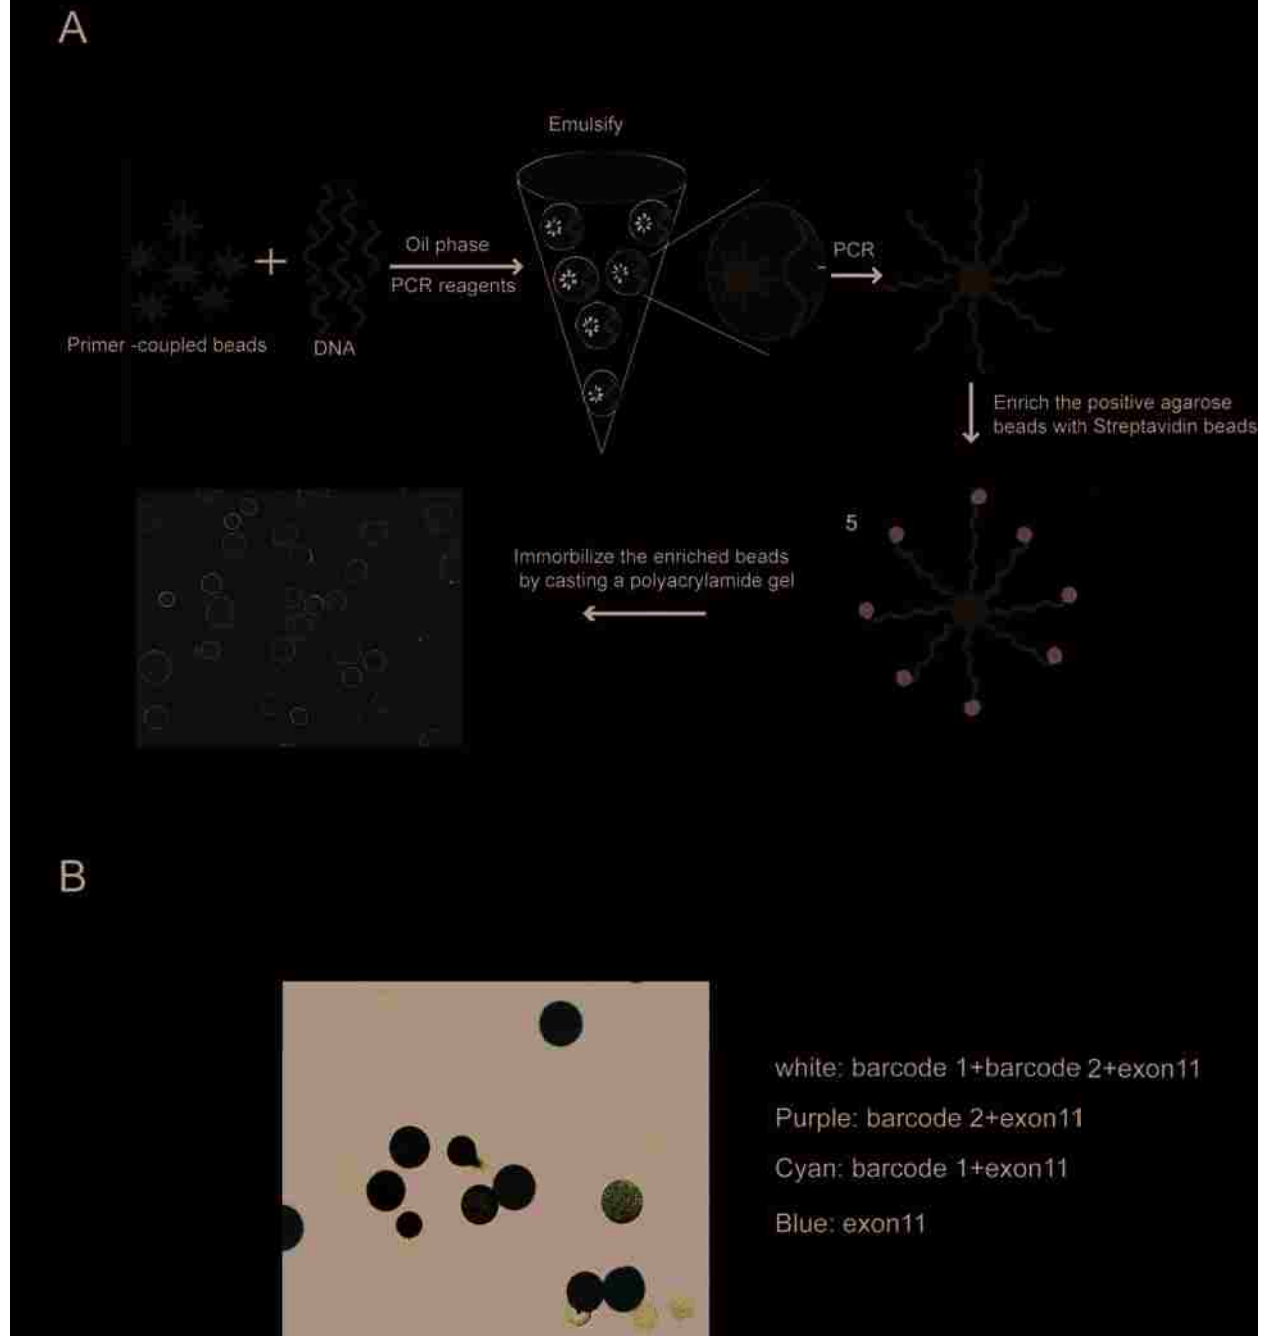 A
Emulsify
Oil phase
PCR reagents
PCR
Primer -coupled beads
DNA
Enrich the positive agarose
beads with Streptavidin beads
5
Immorbilize the enriched beads
by casting a polyacrylamide gel
B
white: barcode 1+barcode 2+exon11
Purple: barcode 2+exon11
Cyan: barcode 1+exon11
Blue: exon11